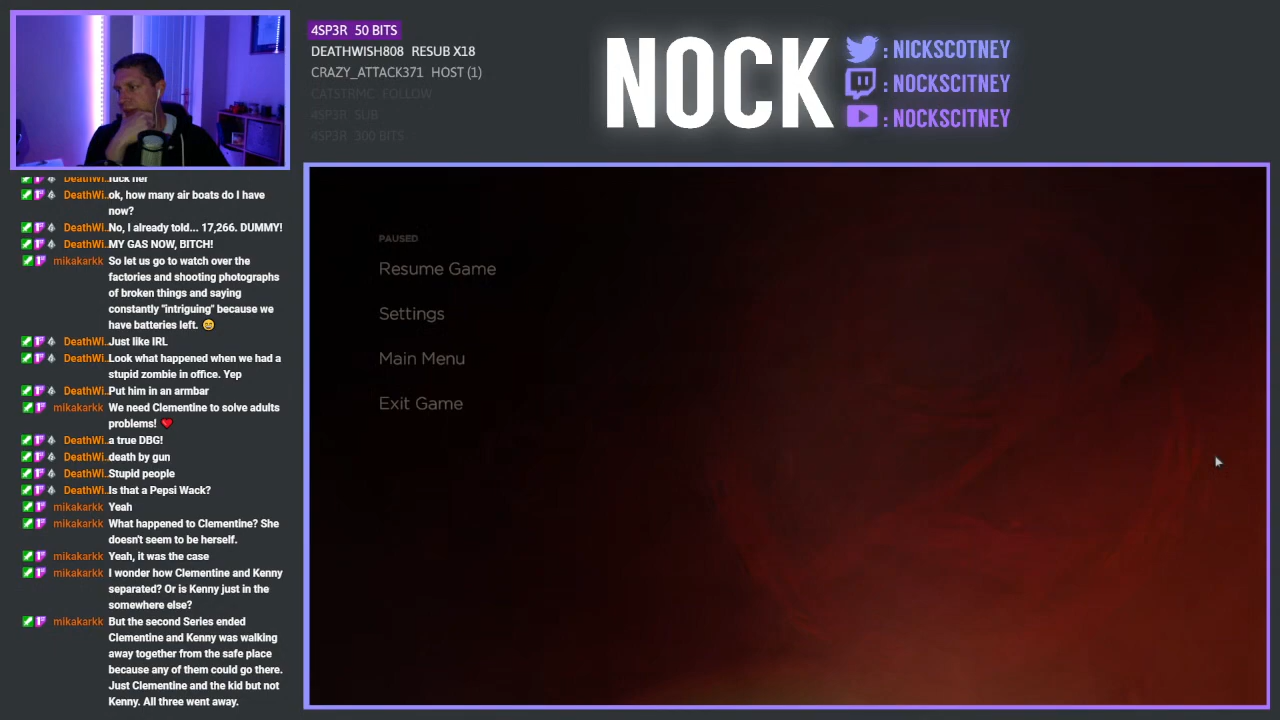 4SP3R 50 BITS
DEATHWISH808 RESUB X18
CRAZY_ATTACK371 HOST (1)
CATSTRMC FOLLOW
4SP3R SUB
4SP3R 300 BITS
NOCK
: NICKSCOTNEY
: NOCKSCITNEY
: NOCKSCITNEY
fuck her
DeathWi.. ok, how many air boats do I have
now?
DeathWi.. No, I already told... 17,266. DUMMY!
DeathWi.. MY GAS NOW, BITCH!
mikakarkk So let us go to watch over the
factories and shooting photographs
of broken things and saying
constantly "intriguing" because we
have batteries left. 😄
DeathWi.. Just like IRL
DeathWi.. Look what happened when we had a
stupid zombie in office. Yep
DeathWi.. Put him in an armbar
mikakarkk We need Clementine to solve adults
problems! ❤️
DeathWi.. a true DBG!
DeathWi.. death by gun
DeathWi.. Stupid people
DeathWi.. Is that a Pepsi Wack?
mikakarkk Yeah
mikakarkk What happened to Clementine? She
doesn't seem to be herself.
mikakarkk Yeah, it was the case
mikakarkk I wonder how Clementine and Kenny
separated? Or is Kenny just in the
somewhere else?
mikakarkk But the second Series ended
Clementine and Kenny was walking
away together from the safe place
because any of them could go there.
Just Clementine and the kid but not
Kenny. All three went away.
PAUSED
Resume Game
Settings
Main Menu
Exit Game